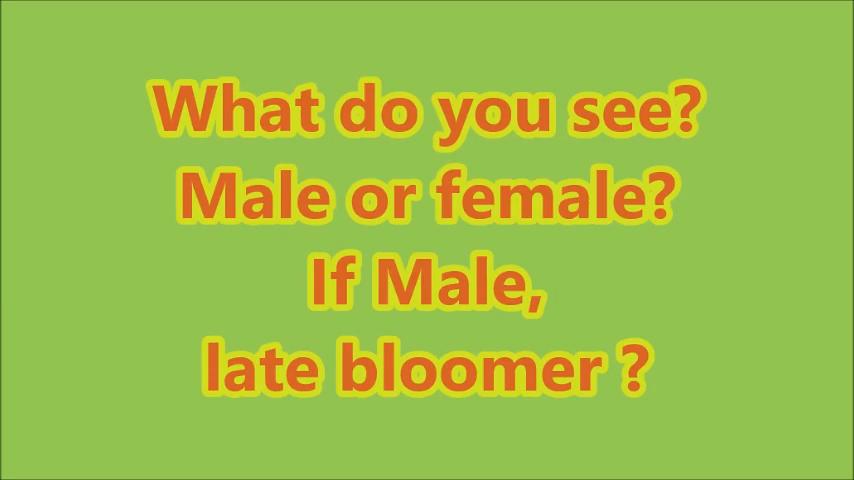 What do you see?
Male or female?
If Male,
late bloomer ?